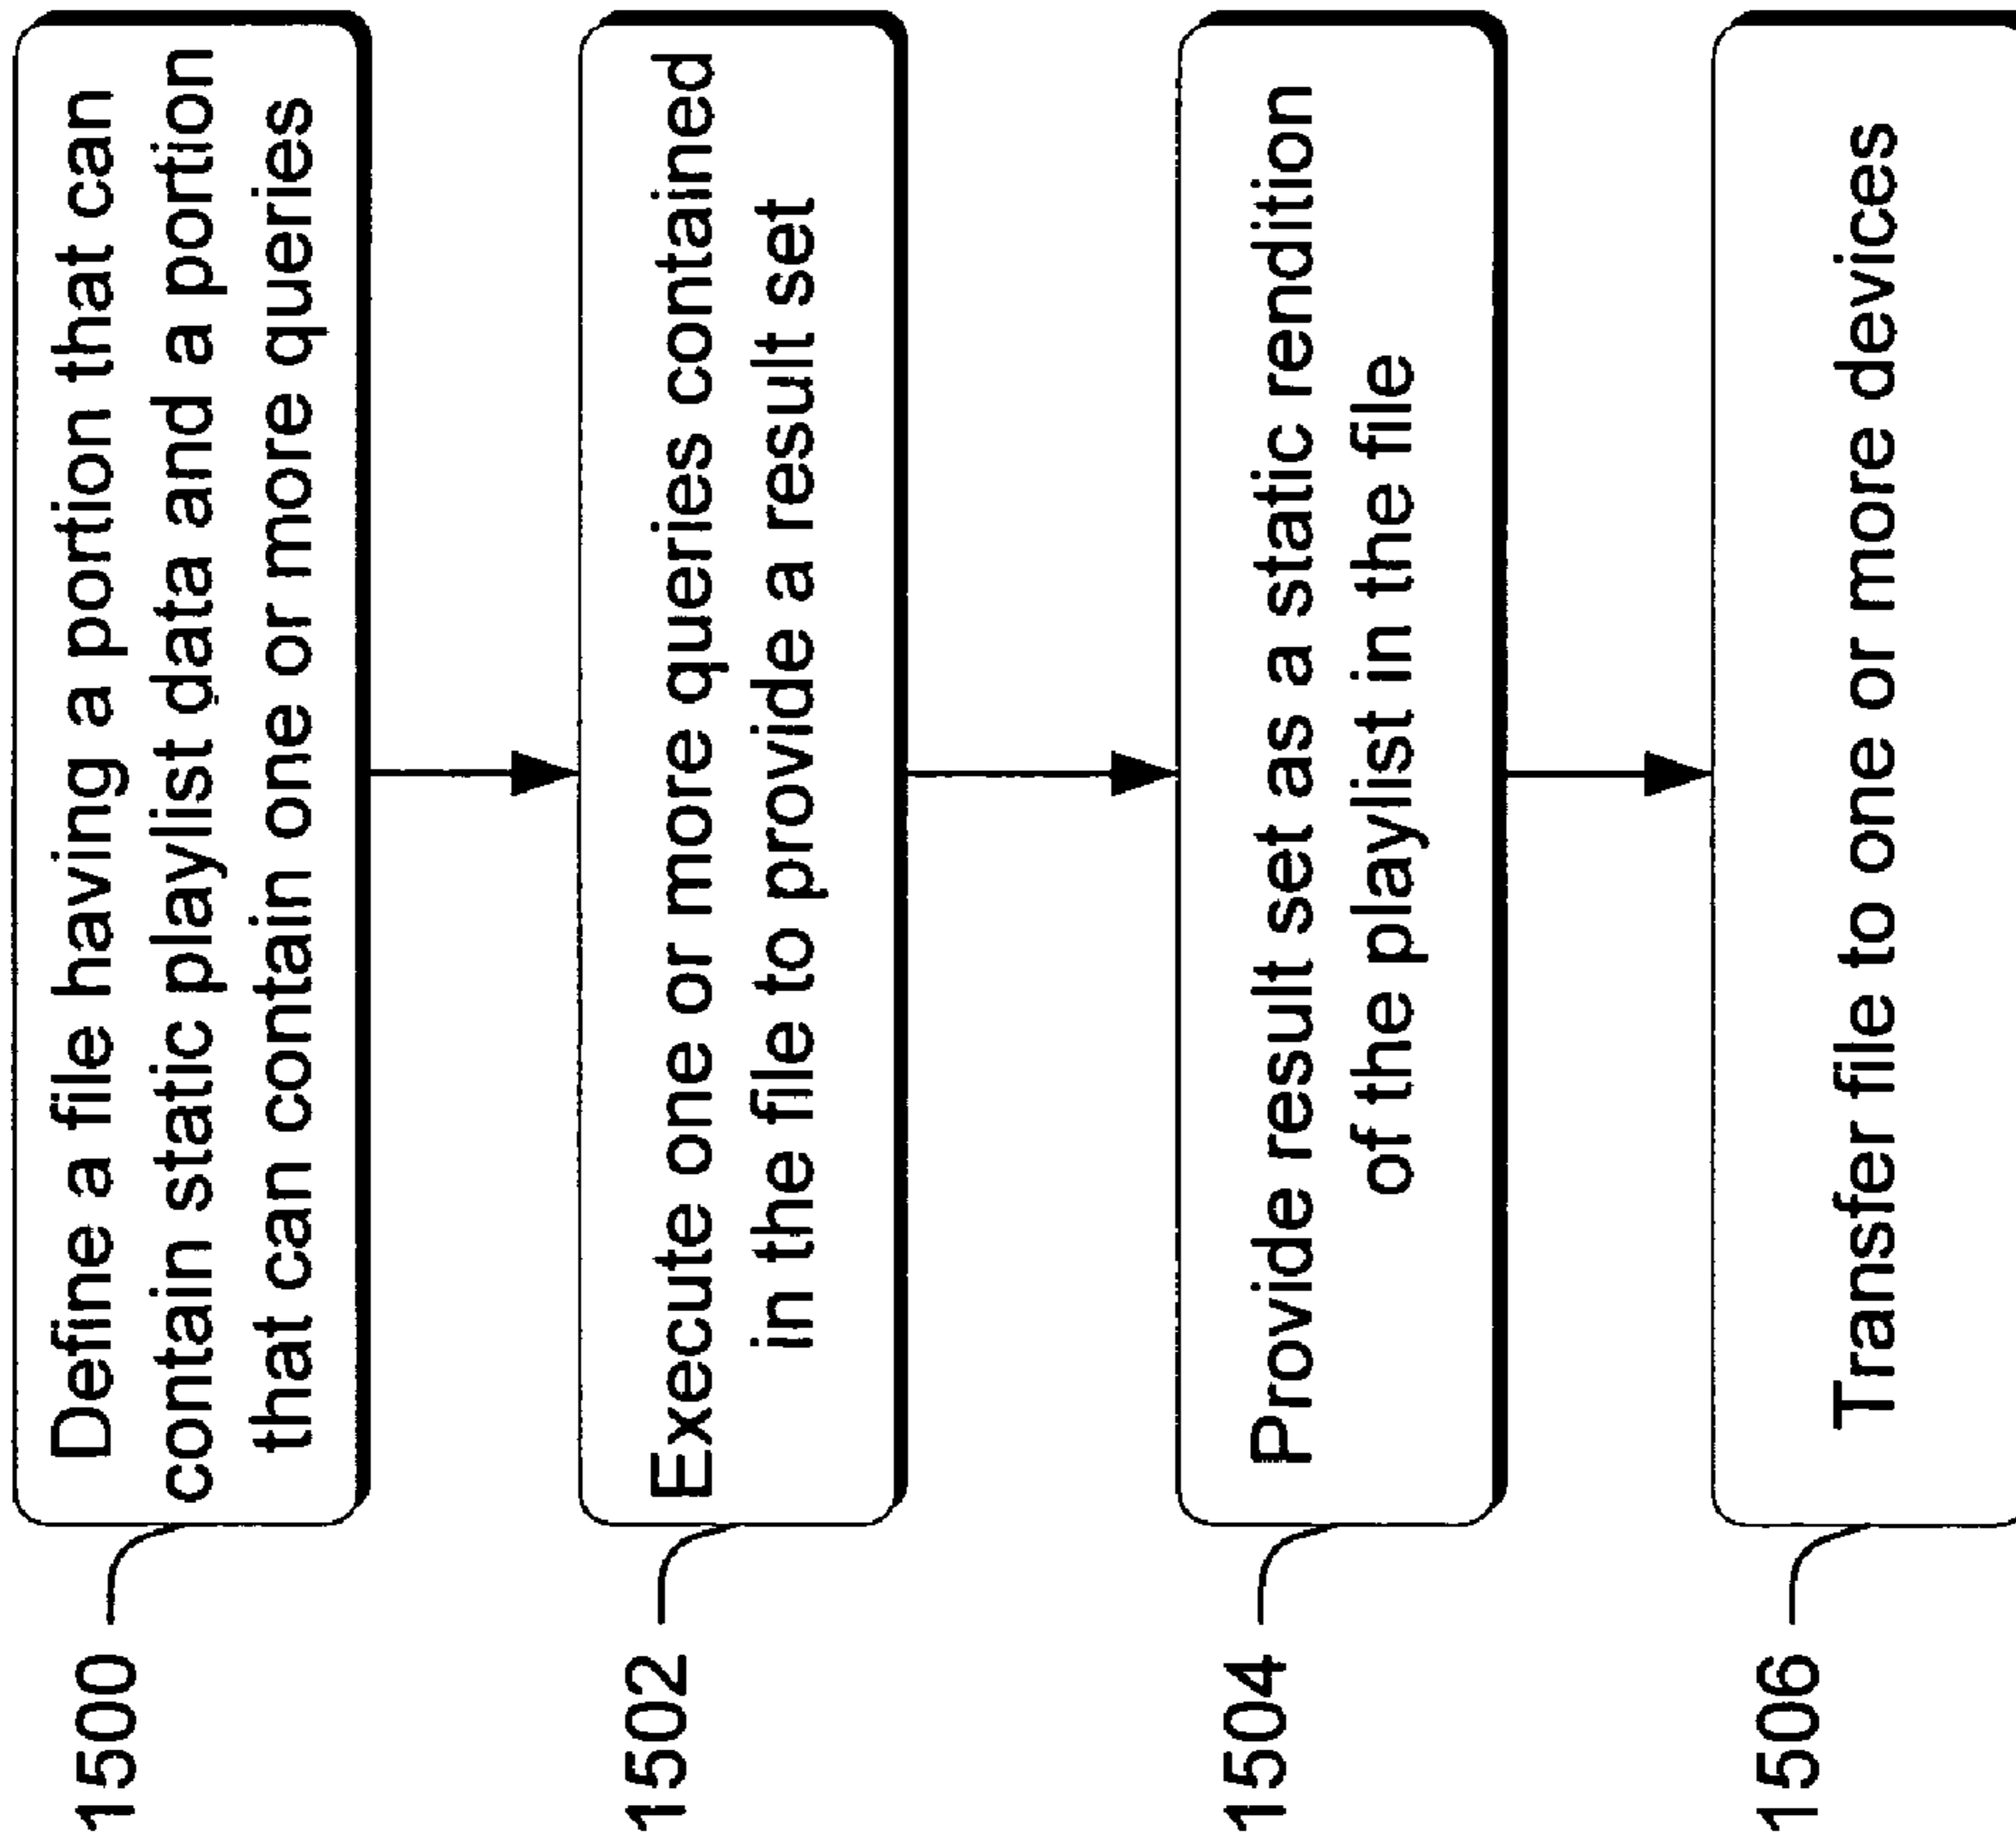 1500
Define a file having a portion that can
contain static playlist data and a portion
that can contain one or more queries
1502
Execute one or more queries contained
in the file to provide a result set
1504
Provide result set as a static rendition
of the playlist in the file
1506
Transfer file to one or more devices